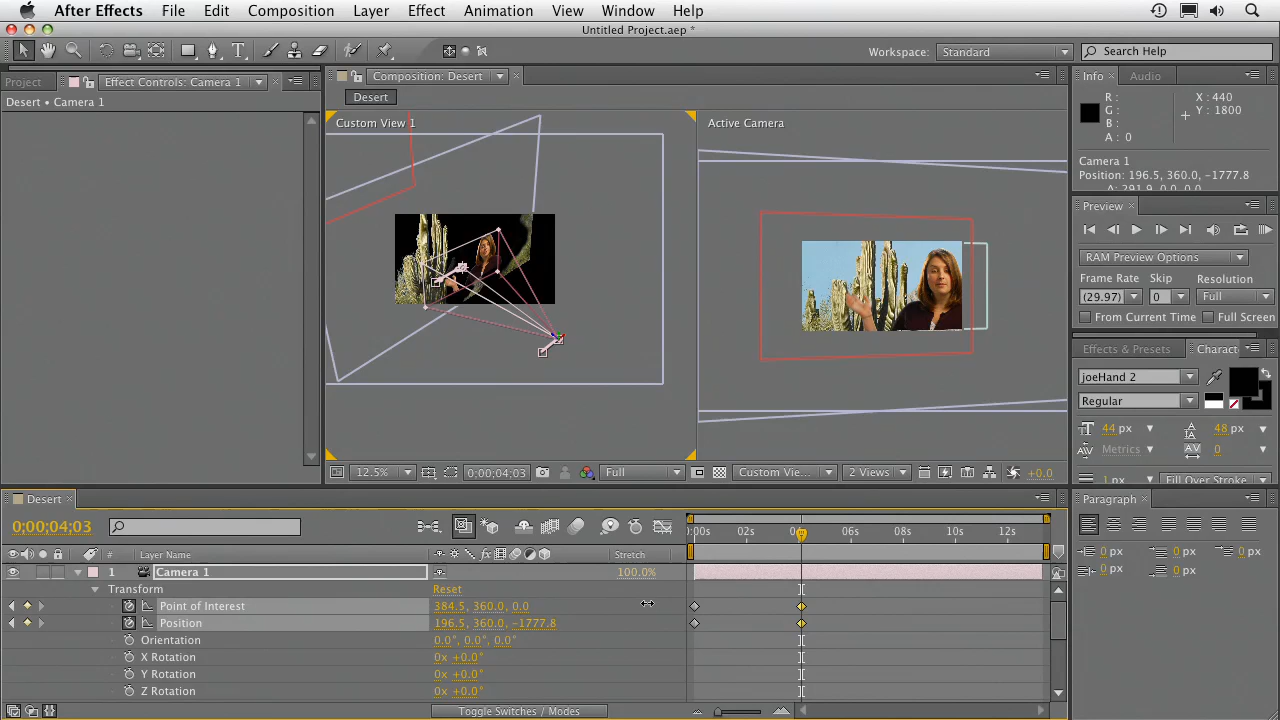 After Effects File Edit Composition Layer Effect Animation View Window Help
Untitled Project.aep *
Workspace: Standard Search Help
Project Effect Controls: Camera 1
Desert • Camera 1
Composition: Desert
Desert
Custom View 1
Active Camera
12.5% 0;00;04;03 Full Custom Vie... 2 Views +0.0
Info Audio
R: X: 440
G: Y: 1800
B:
A: 0
Camera 1
Position: 196.5, 360.0, -1777.8
Preview
RAM Preview Options
Frame Rate Skip Resolution
(29.97) 0 Full
From Current Time Full Screen
Effects & Presets Charact
joeHand 2
Regular
44 px 48 px
Metrics 0
1 px Fill Over Stroke
Paragraph
0 px 0 px 0 px
0 px 0 px
Desert
0;00;04;03
:00s 02s 06s 08s 10s 12s
# Layer Name Stretch
1 Camera 1 100.0%
Transform Reset
Point of Interest 384.5, 360.0, 0.0
Position 196.5, 360.0, -1777.8
Orientation 0.0°, 0.0°, 0.0°
X Rotation 0x +0.0°
Y Rotation 0x +0.0°
Z Rotation 0x +0.0°
Toggle Switches / Modes